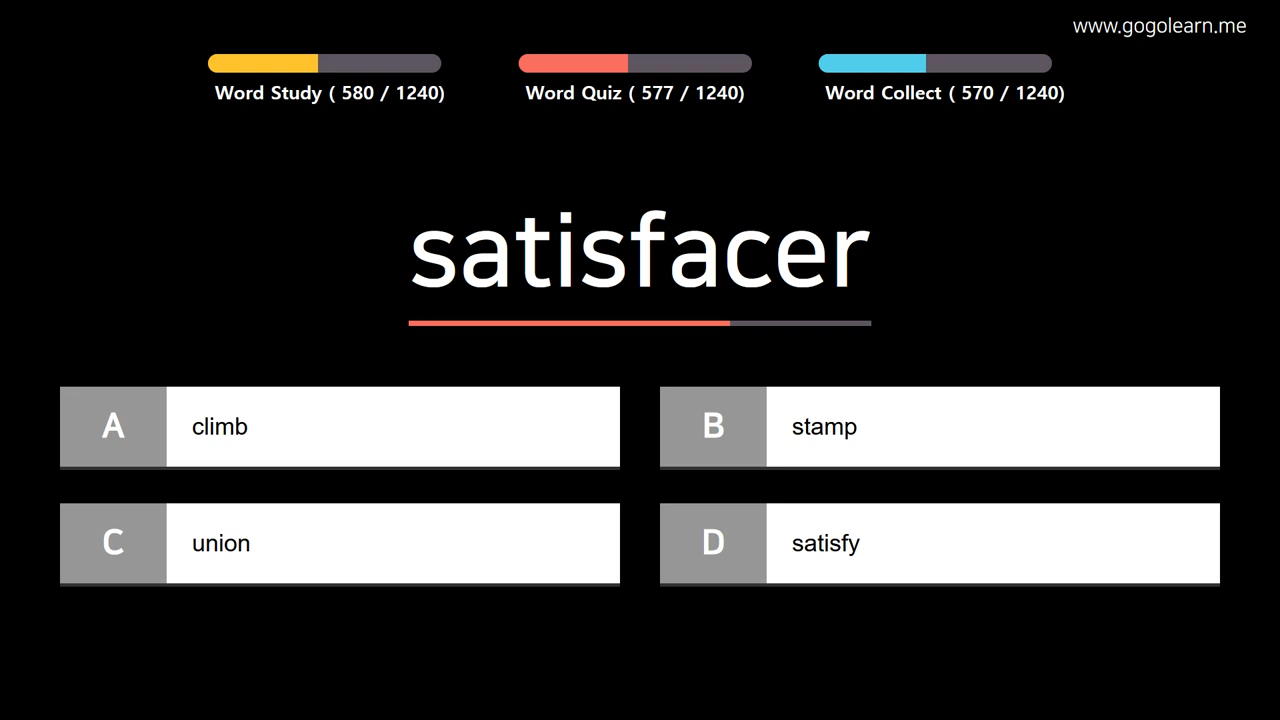 www.gogolearn.me
Word Study ( 580 / 1240)
Word Quiz ( 577 / 1240)
Word Collect ( 570 / 1240)
satisfacer
A climb
B stamp
C union
D satisfy